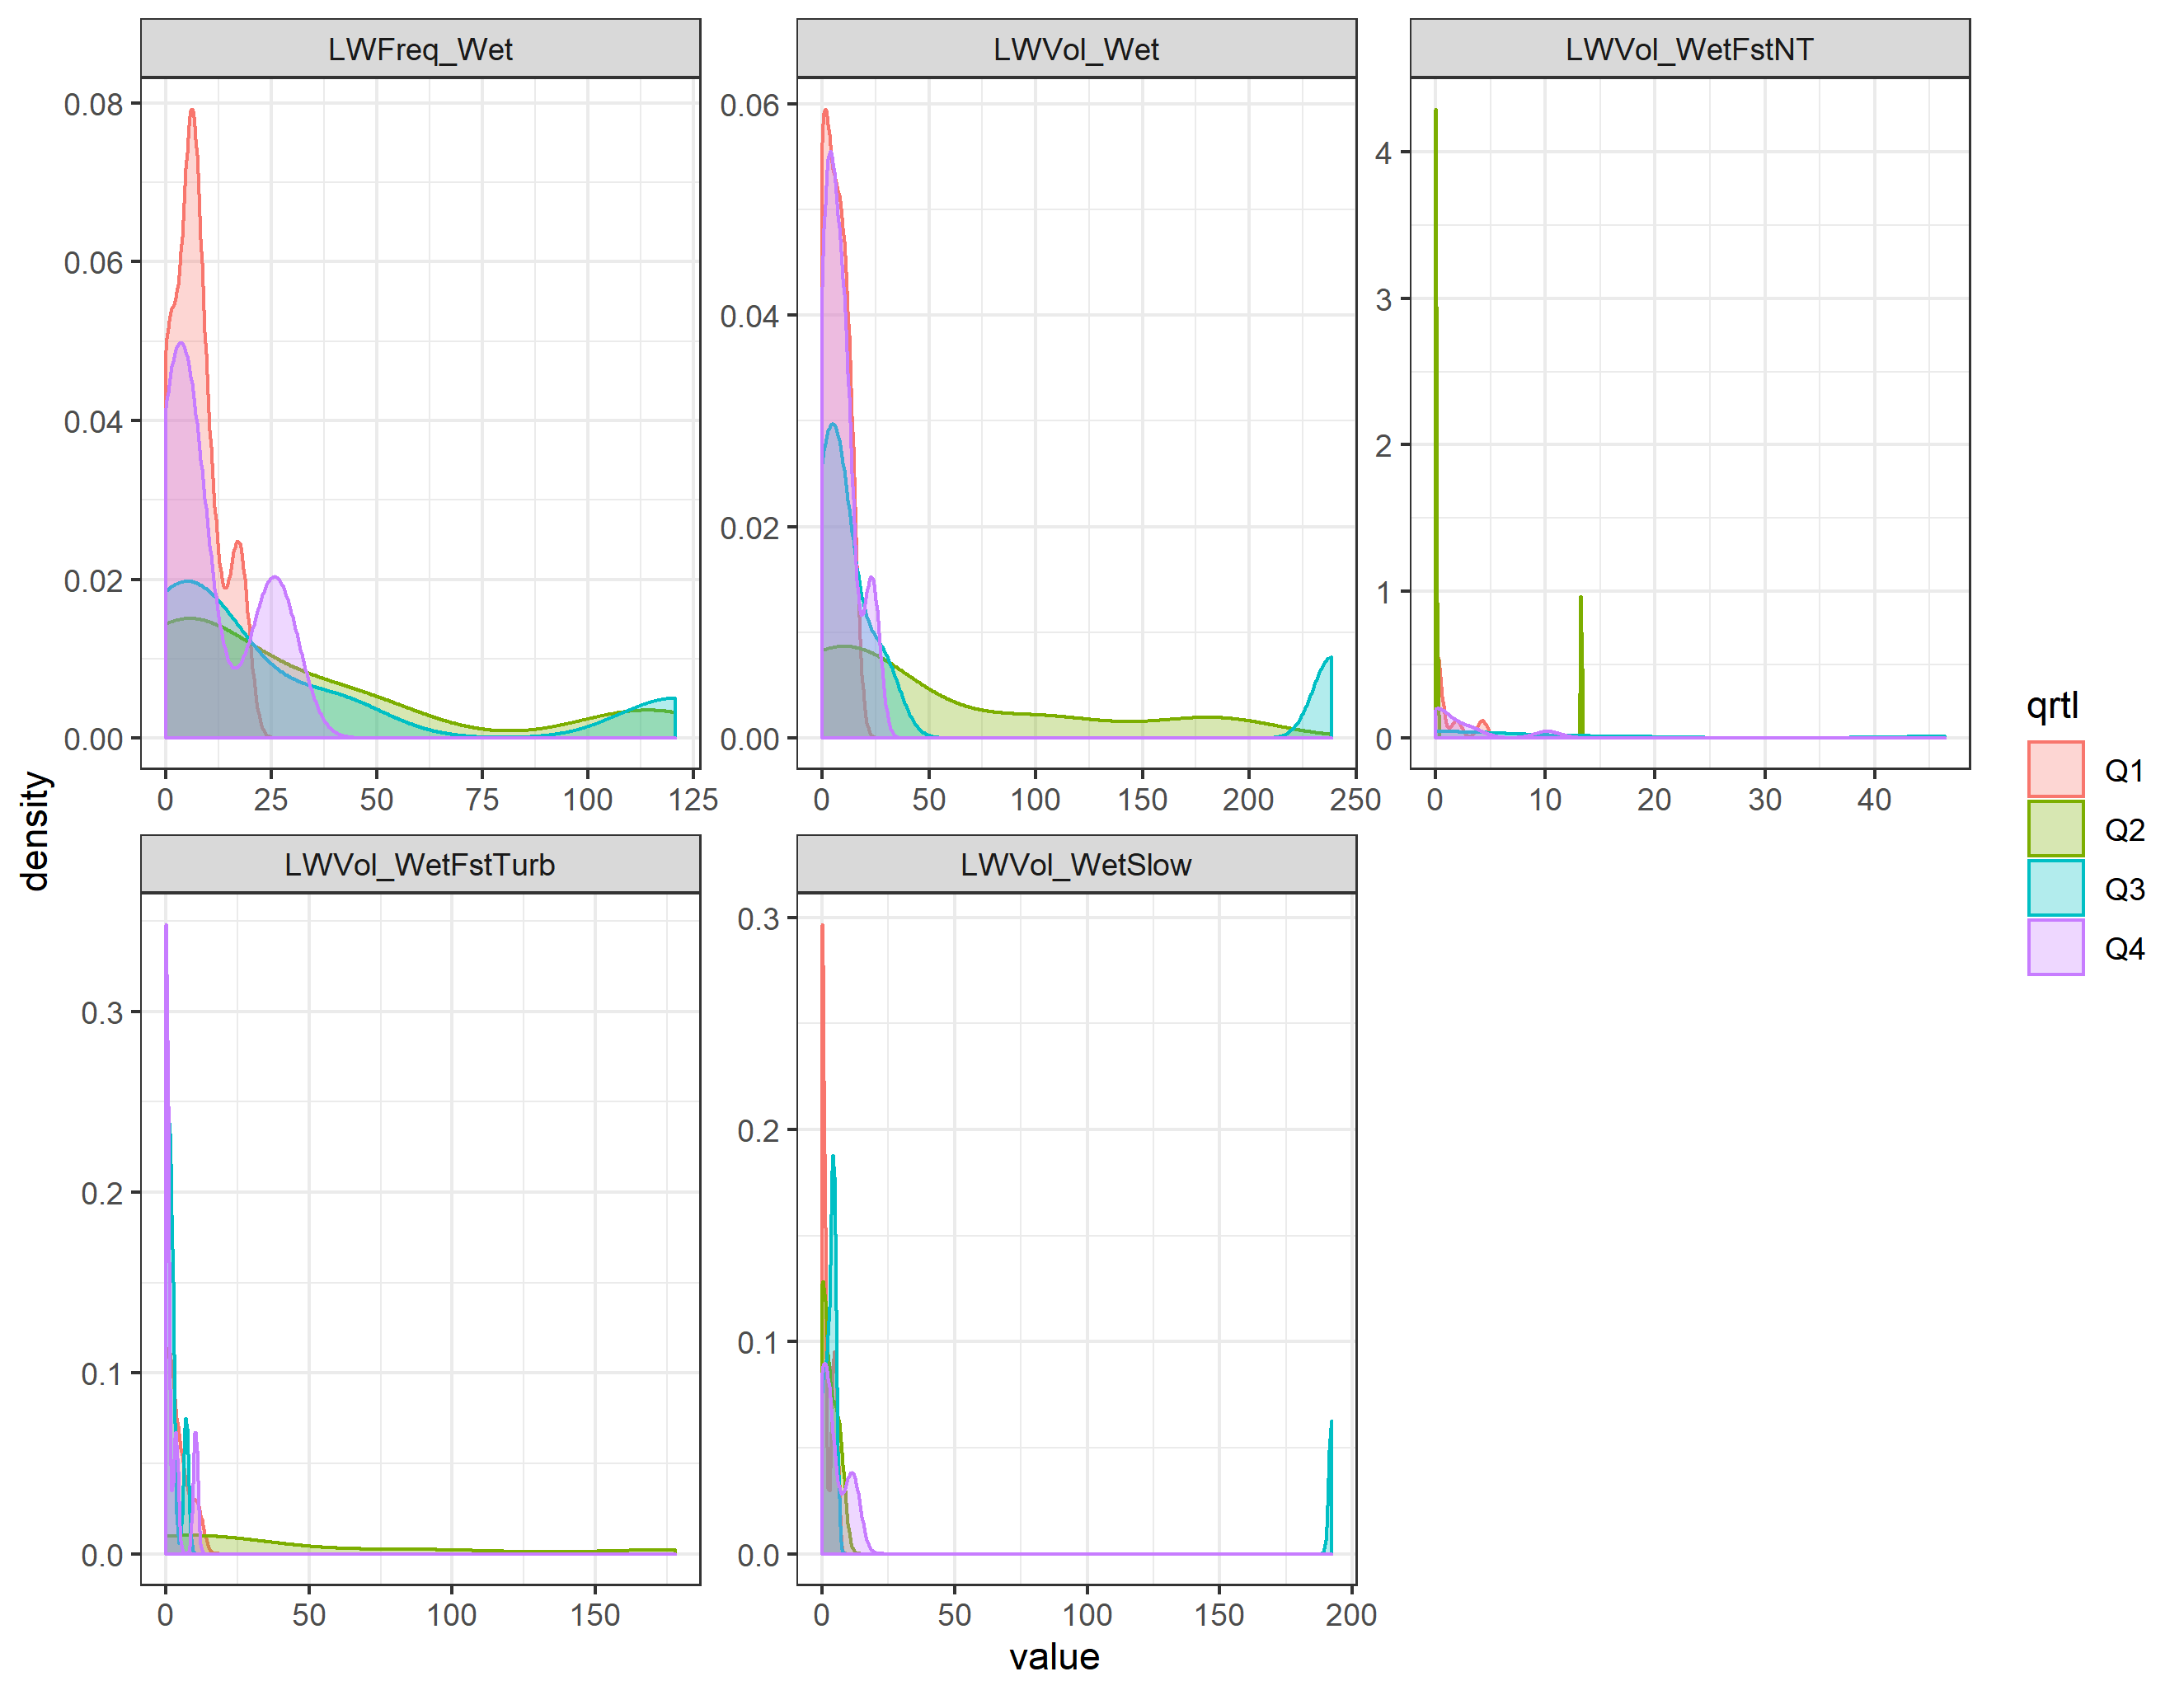 LWFreq_Wet
LWVol_Wet
LWVol_WetFstNT
0.08
0.06
0.04
0.02
0.00
0 25 50 75 100 125
0.06
0.04
0.02
0.00
0 50 100 150 200 250
4
3
2
1
0
0 10 20 30 40
density
LWVol_WetFstTurb
LWVol_WetSlow
0.3
0.2
0.1
0.0
0 50 100 150
0.3
0.2
0.1
0.0
0 50 100 150 200
value
qrtl
Q1
Q2
Q3
Q4